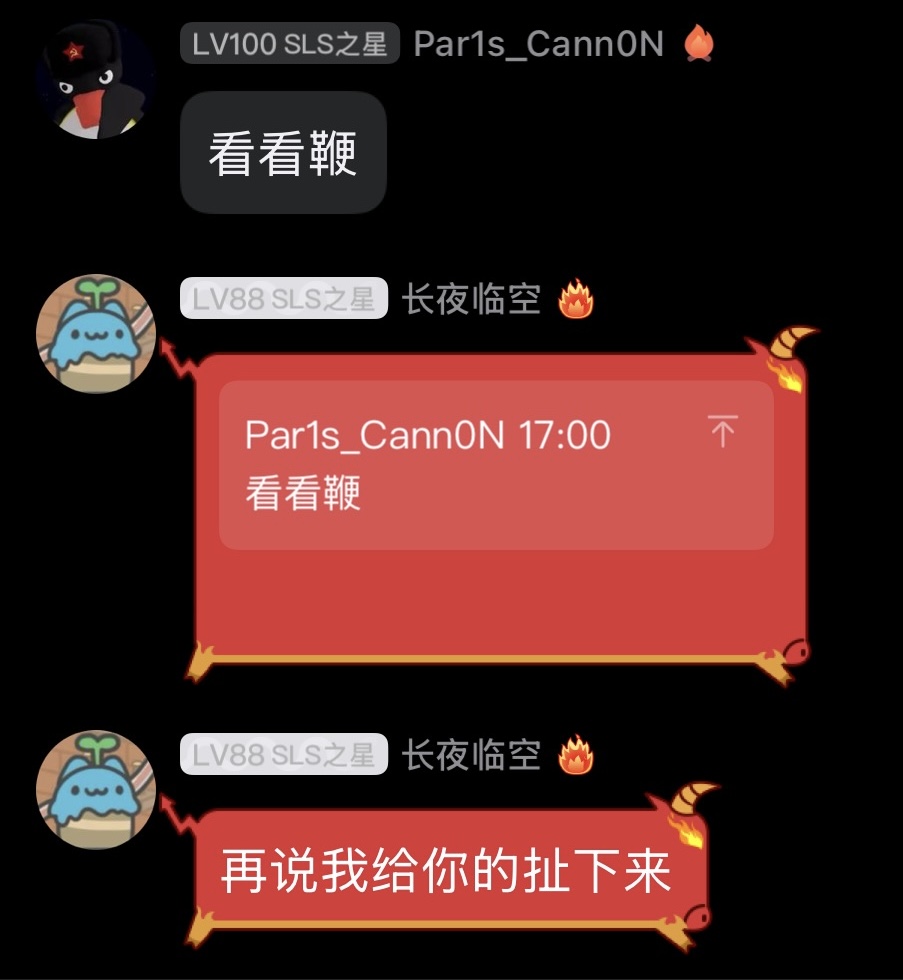 LV100 SLS之星 Par1s_Cann0N
看看鞭
LV88 SLS之星 长夜临空
Par1s_Cann0N 17:00
看看鞭
LV88 SLS之星 长夜临空
再说我给你的扯下来